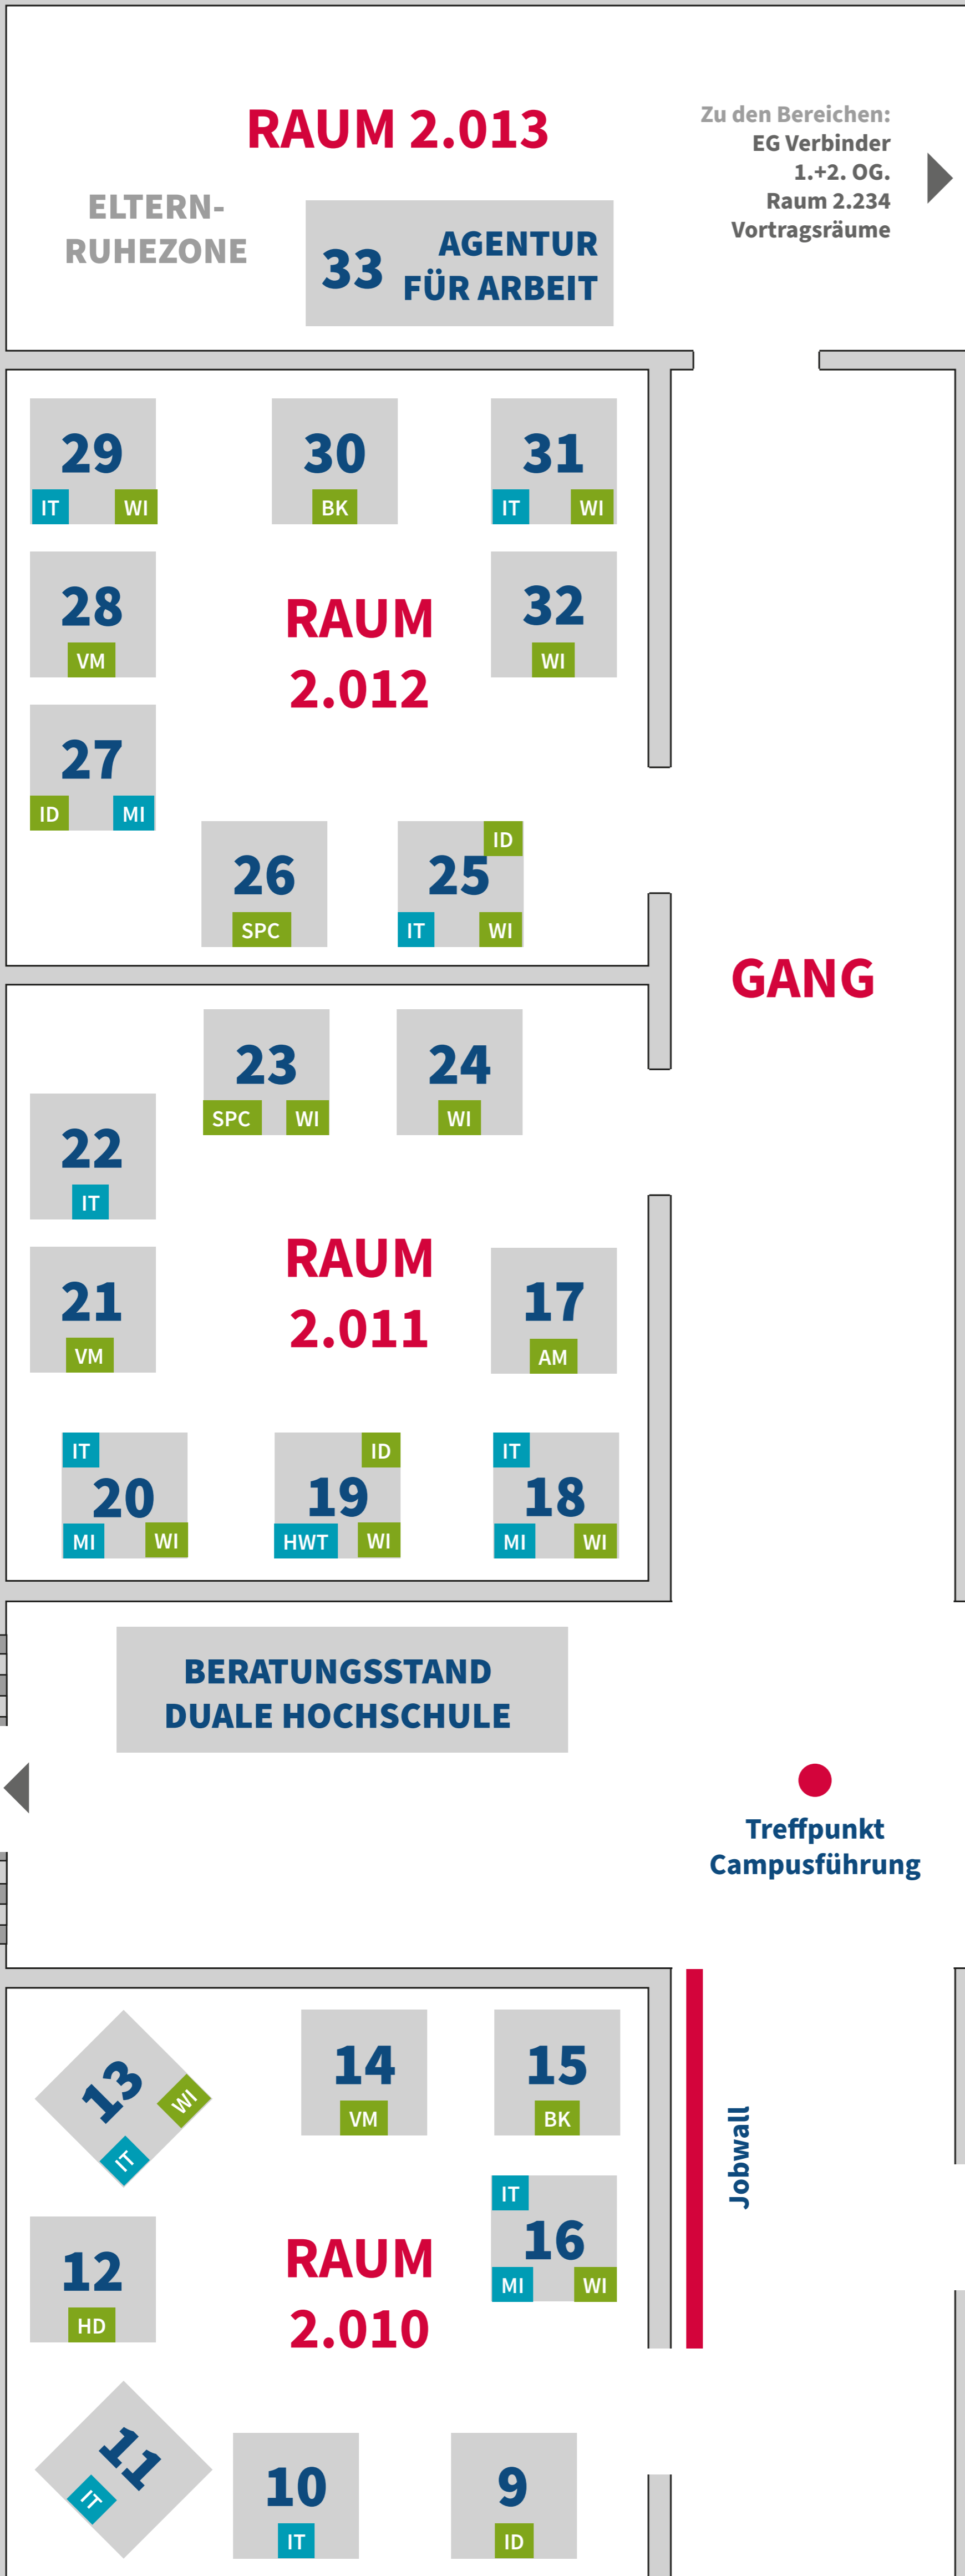 RAUM 2.013
Zu den Bereichen:
EG Verbinder
1.+2. OG.
Raum 2.234
Vortragsräume
ELTERN-
RUHEZONE
33
AGENTUR
FÜR ARBEIT
29
IT WI
30
BK
31
IT WI
28
VM
RAUM
2.012
32
WI
27
ID MI
26
SPC
ID
25
IT WI
GANG
23
SPC WI
24
WI
22
IT
RAUM
2.011
21
VM
17
AM
IT
20
MI WI
ID
19
HWT WI
IT
18
MI WI
BERATUNGSSTAND
DUALE HOCHSCHULE
Treffpunkt
Campusführung
13
WI
IT
14
VM
15
BK
Jobwall
IT
16
MI WI
12
HD
RAUM
2.010
11
IT
10
IT
9
ID